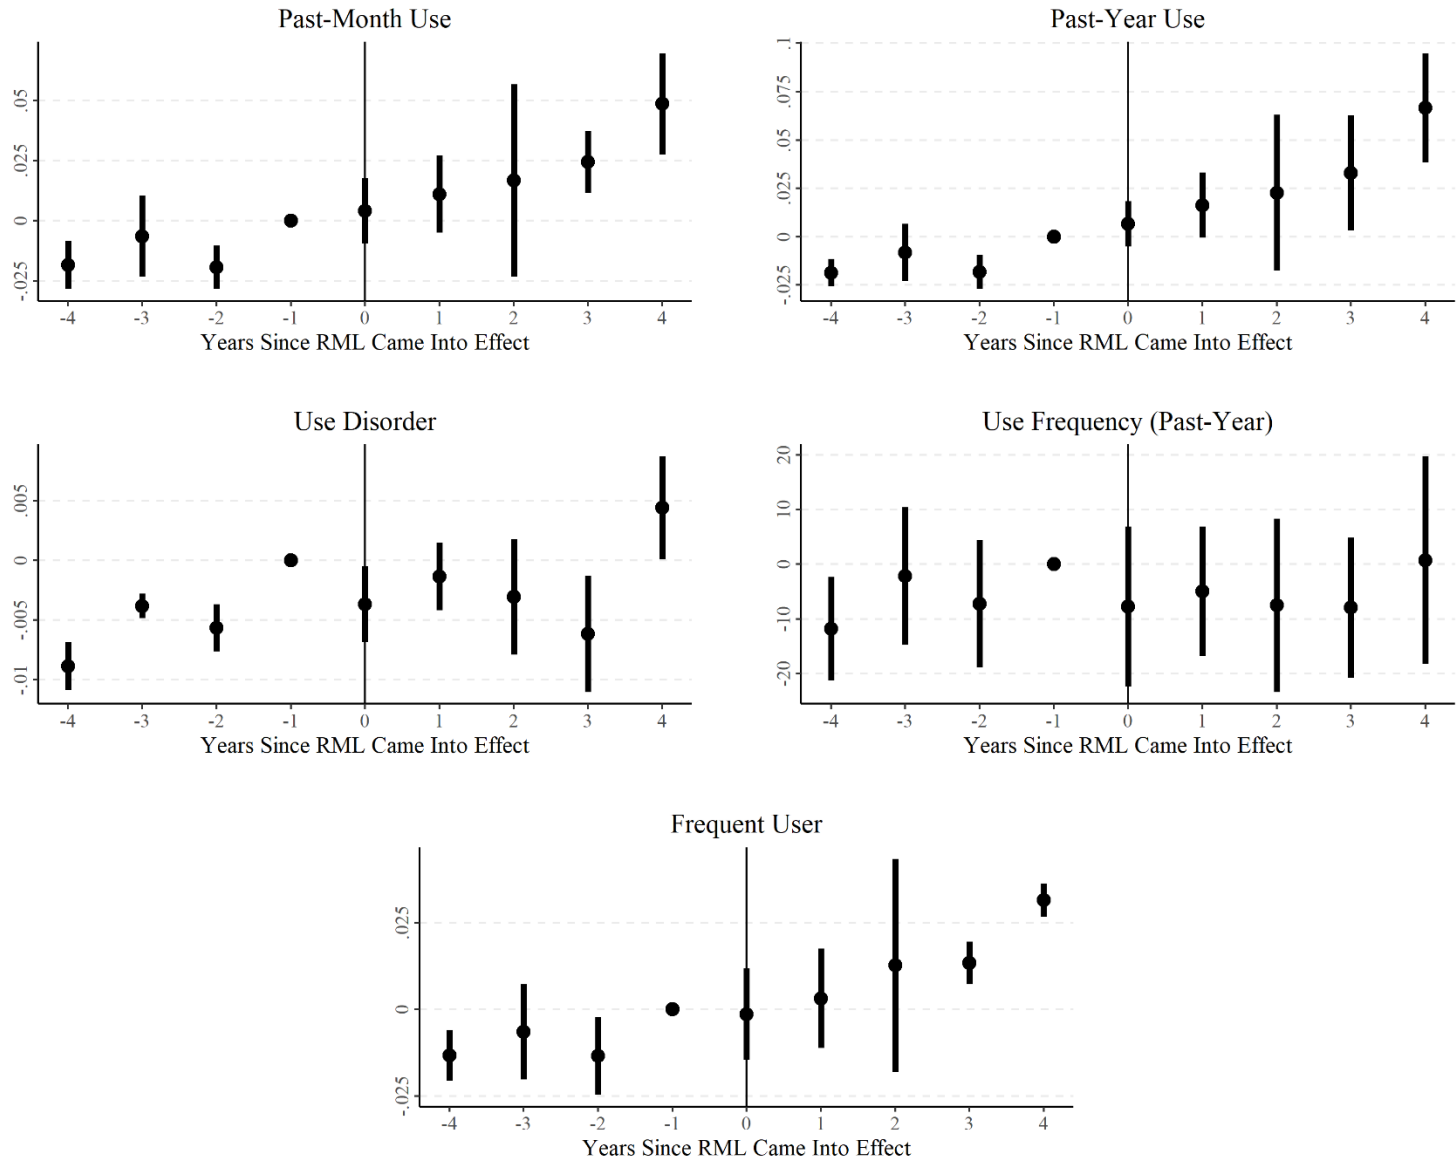 Past-Month Use
.05
.025
0
-.025
-4 -3 -2 -1 0 1 2 3 4
Years Since RML Came Into Effect
Past-Year Use
.1
.075
.05
.025
0
-.025
-4 -3 -2 -1 0 1 2 3 4
Years Since RML Came Into Effect
Use Disorder
.005
0
-.005
-.01
-4 -3 -2 -1 0 1 2 3 4
Years Since RML Came Into Effect
Use Frequency (Past-Year)
20
10
0
-10
-20
-4 -3 -2 -1 0 1 2 3 4
Years Since RML Came Into Effect
Frequent User
.025
0
-.025
-4 -3 -2 -1 0 1 2 3 4
Years Since RML Came Into Effect